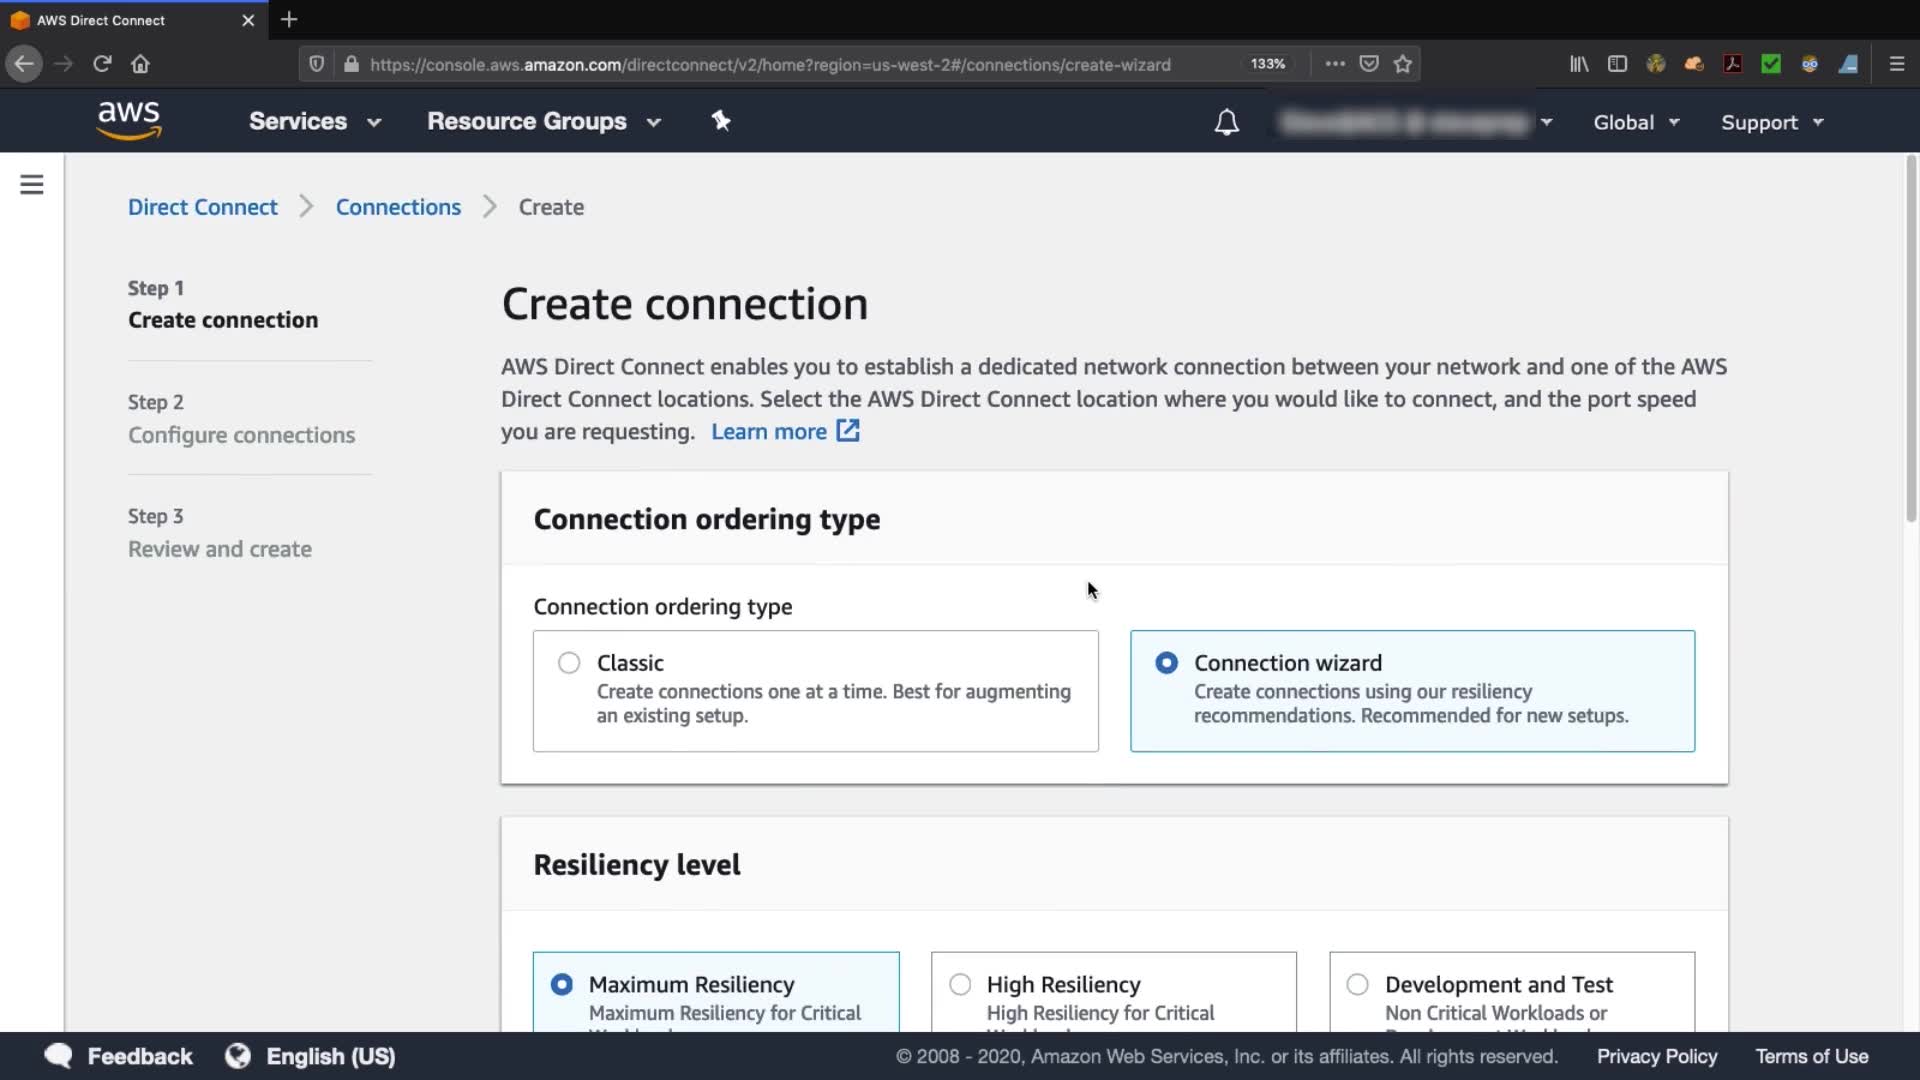 AWS Direct Connect
https://console.aws.amazon.com/directconnect/v2/home?region=us-west-2#/connections/create-wizard
133%
aws
Services
Resource Groups
Global
Support
Direct Connect
Connections
Create
Step 1
Create connection
Step 2
Configure connections
Step 3
Review and create
Create connection
AWS Direct Connect enables you to establish a dedicated network connection between your network and one of the AWS
Direct Connect locations. Select the AWS Direct Connect location where you would like to connect, and the port speed
you are requesting. Learn more
Connection ordering type
Connection ordering type
Classic
Create connections one at a time. Best for augmenting
an existing setup.
Connection wizard
Create connections using our resiliency
recommendations. Recommended for new setups.
Resiliency level
Maximum Resiliency
Maximum Resiliency for Critical
High Resiliency
High Resiliency for Critical
Development and Test
Non Critical Workloads or
Feedback
English (US)
© 2008 - 2020, Amazon Web Services, Inc. or its affiliates. All rights reserved.
Privacy Policy
Terms of Use